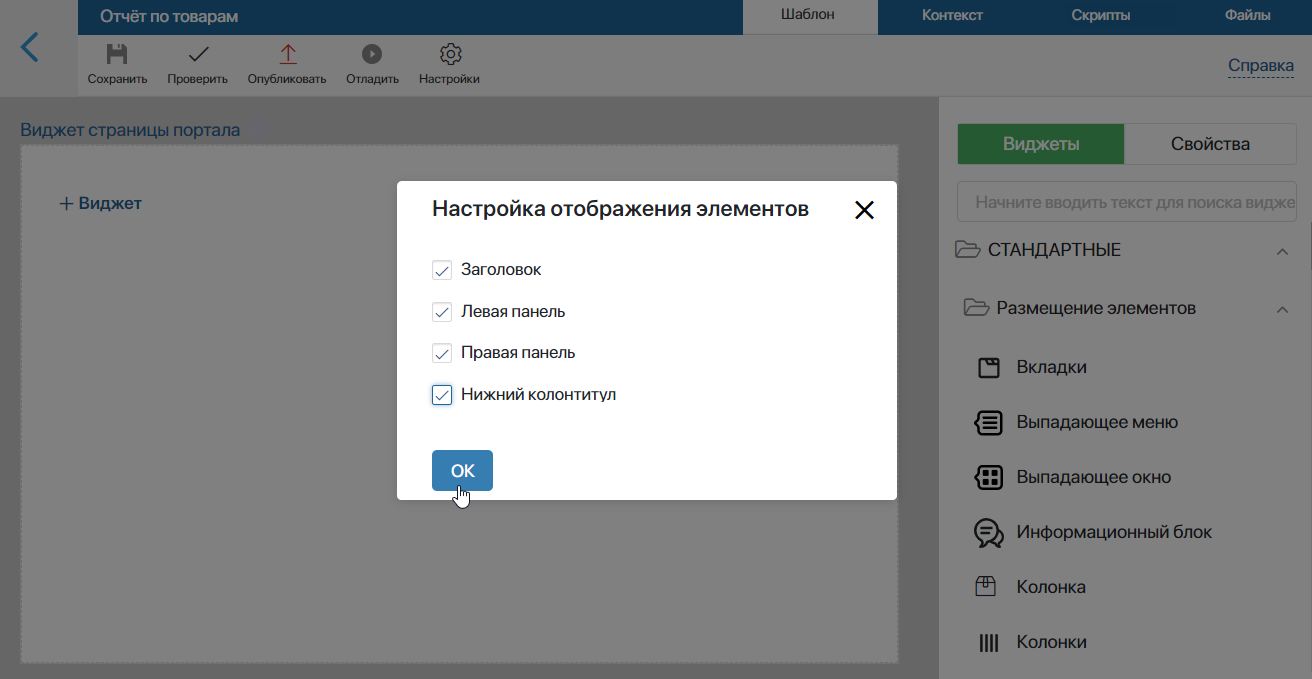 Отчёт по товарам
Шаблон
Контекст
Скрипты
Файлы
Сохранить
Проверить
Опубликовать
Отладить
Настройки
Справка
Виджет страницы портала
+ Виджет
Настройка отображения элементов
Заголовок
Левая панель
Правая панель
Нижний колонтитул
ОК
Виджеты
Свойства
Начните вводить текст для поиска видже
СТАНДАРТНЫЕ
Размещение элементов
Вкладки
Выпадающее меню
Выпадающее окно
Информационный блок
Колонка
Колонки